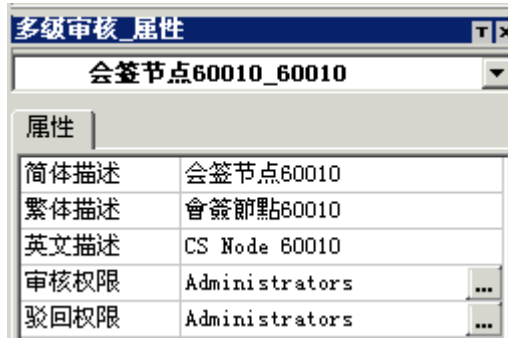 多级审核_属性
会签节点60010_60010
属性
简体描述 会签节点60010
繁体描述 會簽節點60010
英文描述 CS Node 60010
审核权限 Administrators ...
驳回权限 Administrators ...